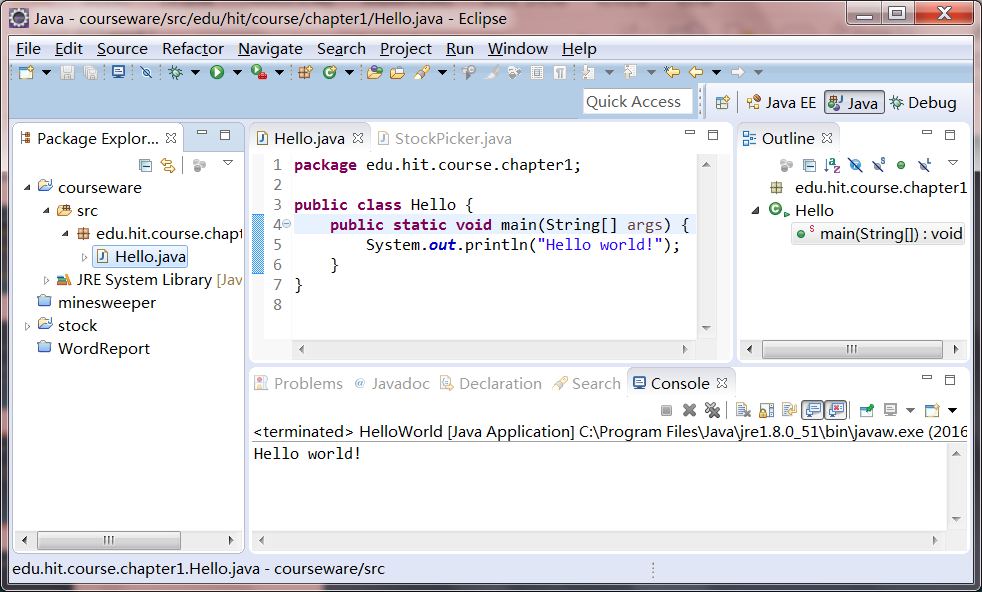 Java - courseware/src/edu/hit/course/chapter1/Hello.java - Eclipse
File Edit Source Refactor Navigate Search Project Run Window Help
Quick Access Java EE Java Debug
Package Explor...
courseware
src
edu.hit.course.chapt
Hello.java
JRE System Library [Jav
minesweeper
stock
WordReport
Hello.java StockPicker.java
1 package edu.hit.course.chapter1;
2
3 public class Hello {
4 public static void main(String[] args) {
5 System.out.println("Hello world!");
6 }
7 }
8
Outline
edu.hit.course.chapter1
Hello
main(String[]) : void
Problems @ Javadoc Declaration Search Console
<terminated> HelloWorld [Java Application] C:\Program Files\Java\jre1.8.0_51\bin\javaw.exe (2016
Hello world!
edu.hit.course.chapter1.Hello.java - courseware/src